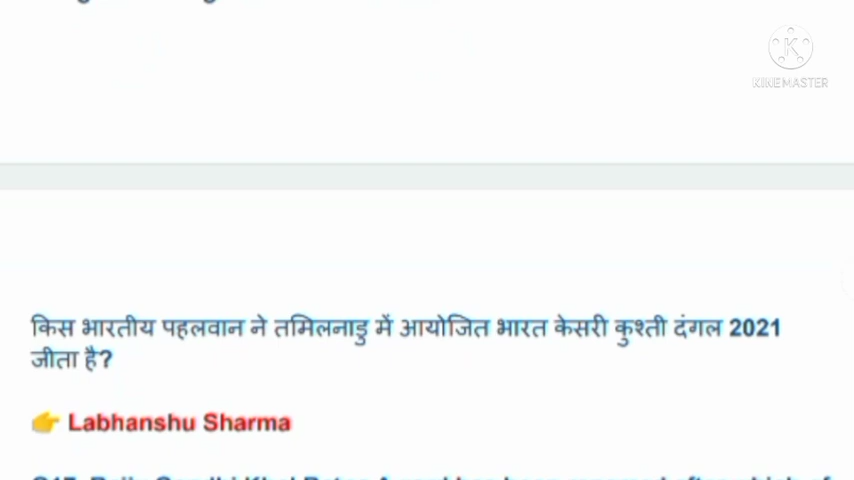 KINEMASTER
किस भारतीय पहलवान ने तमिलनाडु में आयोजित भारत केसरी कुश्ती दंगल 2021
जीता है?
👉 Labhanshu Sharma